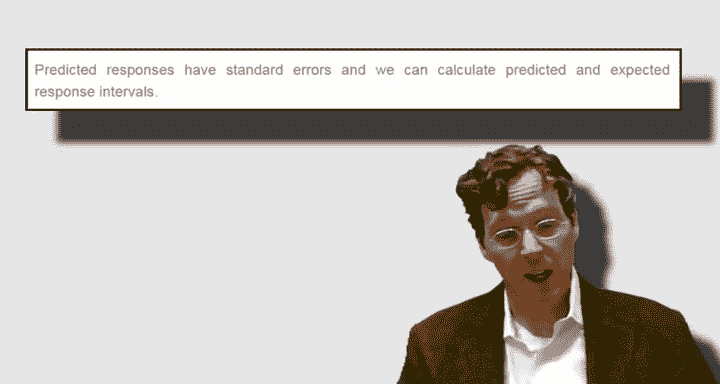 Predicted responses have standard errors and we can calculate predicted and expected
response intervals.